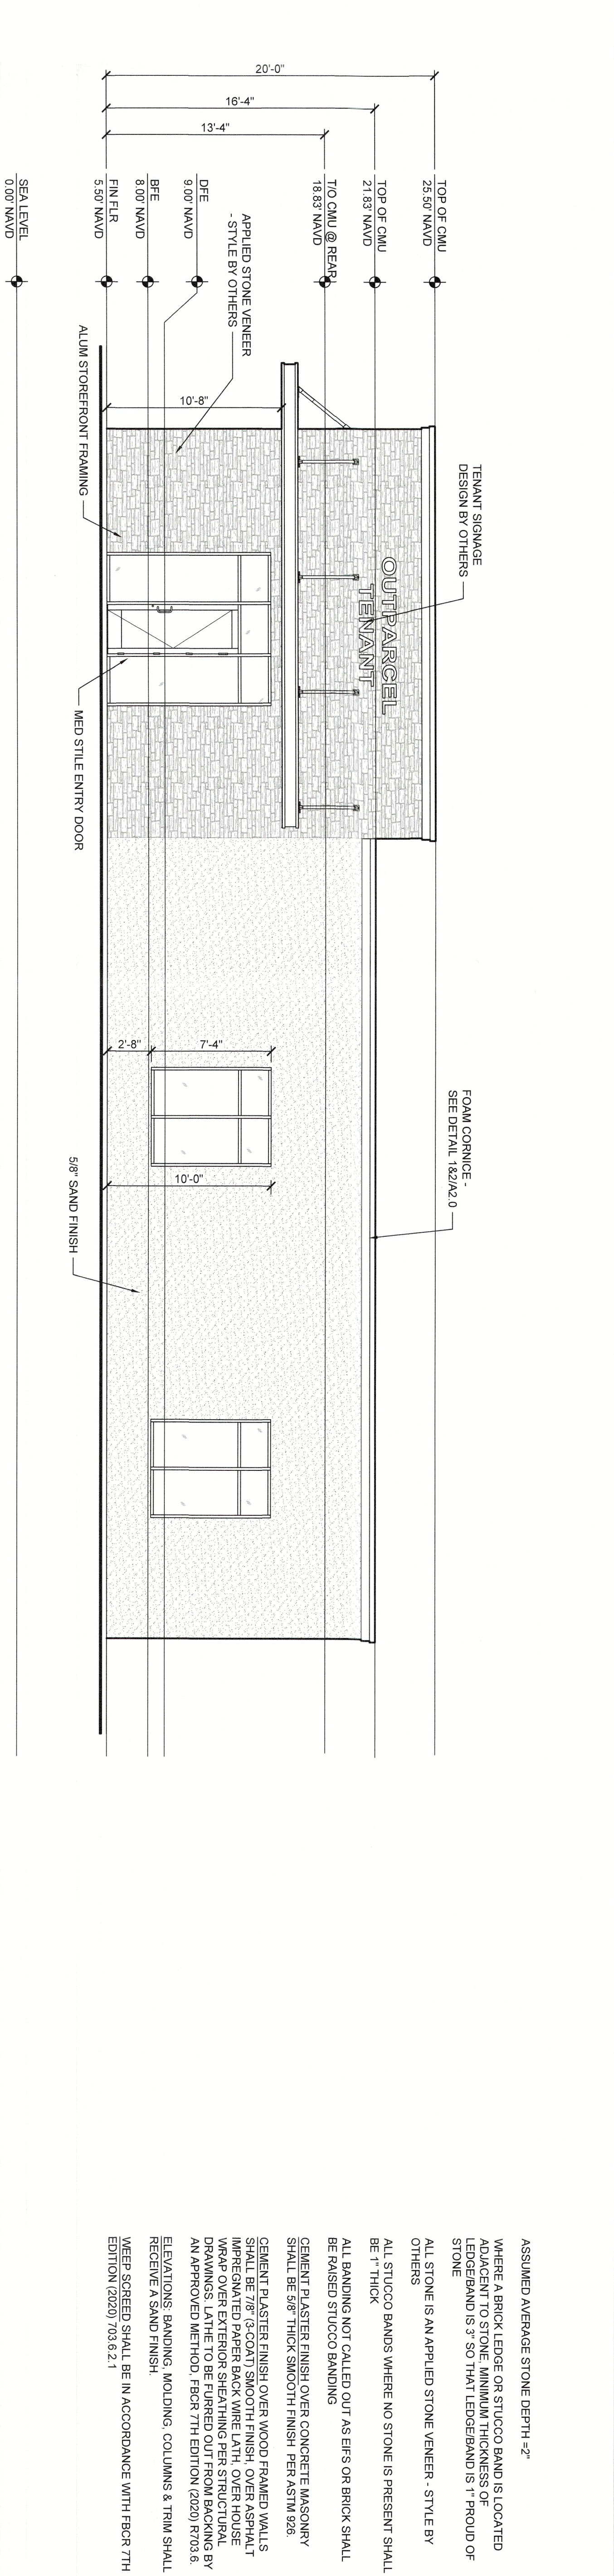 20'-0"
16'-4"
13'-4"
TOP OF CMU
25.50' NAVD
TOP OF CMU
21.83' NAVD
T/O CMU @ REAR
18.83' NAVD
DFE
9.00' NAVD
BFE
8.00' NAVD
FIN FLR
5.50' NAVD
SEA LEVEL
0.00' NAVD
APPLIED STONE VENEER
- STYLE BY OTHERS
ALUM STOREFRONT FRAMING
10'-8"
TENANT SIGNAGE
DESIGN BY OTHERS
OUTPARCEL
TENANT
MED STILE ENTRY DOOR
2'-8"
7'-4"
10'-0"
FOAM CORNICE -
SEE DETAIL 1&2/A2.0
5/8" SAND FINISH
ASSUMED AVERAGE STONE DEPTH =2"
WHERE A BRICK LEDGE OR STUCCO BAND IS LOCATED
ADJACENT TO STONE, MINIMUM THICKNESS OF
LEDGE/BAND IS 3" SO THAT LEDGE/BAND IS 1" PROUD OF
STONE
ALL STONE IS AN APPLIED STONE VENEER - STYLE BY
OTHERS
ALL STUCCO BANDS WHERE NO STONE IS PRESENT SHALL
BE 1" THICK
ALL BANDING NOT CALLED OUT AS EIFS OR BRICK SHALL
BE RAISED STUCCO BANDING
CEMENT PLASTER FINISH OVER CONCRETE MASONRY
SHALL BE 5/8" THICK SMOOTH FINISH PER ASTM 926.
CEMENT PLASTER FINISH OVER WOOD FRAMED WALLS
SHALL BE 7/8" (3-COAT) SMOOTH FINISH, OVER ASPHALT
IMPREGNATED PAPER BACK WIRE LATH, OVER HOUSE
WRAP OVER EXTERIOR SHEATHING PER STRUCTURAL
DRAWINGS. LATHE TO BE FURRED OUT FROM BACKING BY
AN APPROVED METHOD, FBCR 7TH EDITION (2020) R703.6.
ELEVATIONS: BANDING, MOLDING, COLUMNS & TRIM SHALL
RECEIVE A SAND FINISH.
WEEP SCREED SHALL BE IN ACCORDANCE WITH FBCR 7TH
EDITION (2020) 703.6.2.1